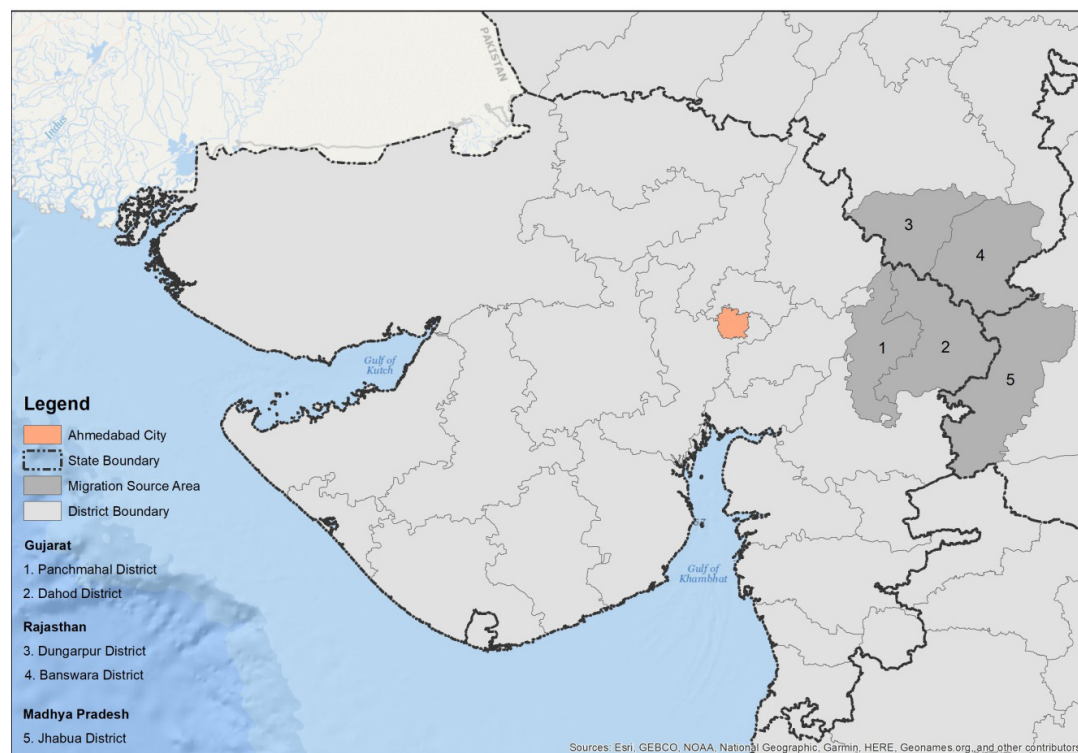 PAKISTAN
Indus
3
4
Gulf of
Kutch
1
2
5
Legend
Ahmedabad City
State Boundary
Migration Source Area
District Boundary
Gujarat
1. Panchmahal District
2. Dahod District
Rajasthan
3. Dungarpur District
4. Banswara District
Madhya Pradesh
5. Jhabua District
Gulf of
Khambhat
Sources: Esri, GEBCO, NOAA, National Geographic, Garmin, HERE, Geonames.org, and other contributor